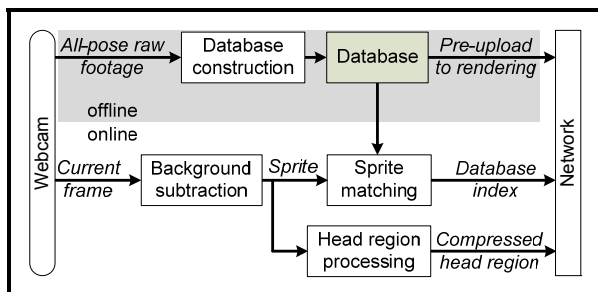 Webcam
All-pose raw
footage
Database
construction
Database
Pre-upload
to rendering
offline
online
Current
frame
Background
subtraction
Sprite
Sprite
matching
Database
index
Head region
processing
Compressed
head region
Network